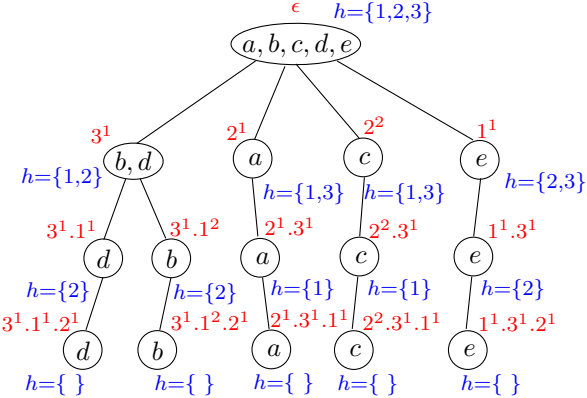 ϵ h={1,2,3}
a, b, c, d, e
3¹ 2¹ 2² 1¹
b, d a c e
h={1,2} h={1,3} h={1,3} h={2,3}
3¹.1¹ 3¹.1² 2¹.3¹ 2².3¹ 1¹.3¹
d b a c e
h={2} h={2} h={1} h={1} h={2}
3¹.1¹.2¹ 3¹.1².2¹ 2¹.3¹.1¹ 2².3¹.1¹ 1¹.3¹.2¹
d b a c e
h={ } h={ } h={ } h={ } h={ }